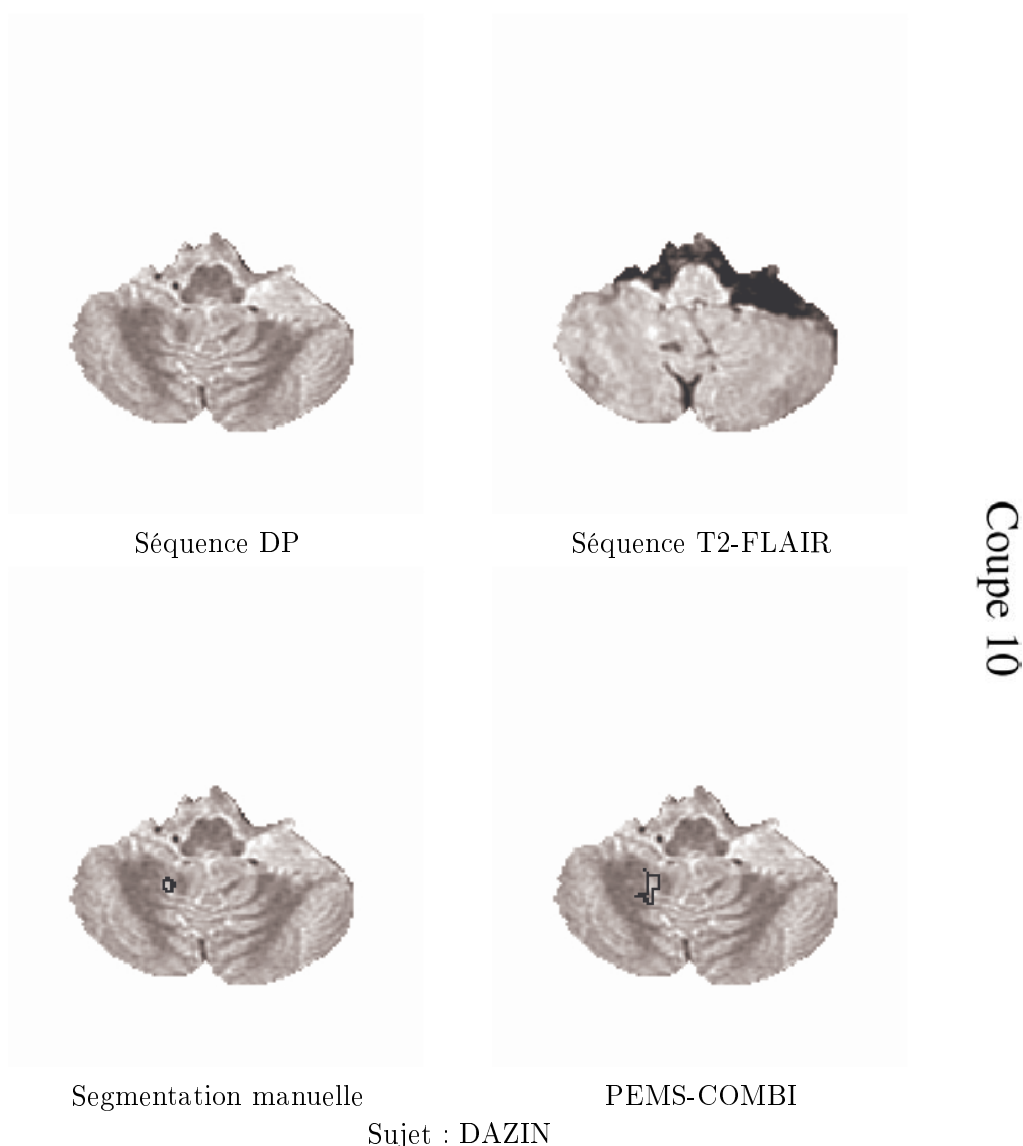 Séquence DP
Séquence T2-FLAIR
Coupe 10
Segmentation manuelle
PEMS-COMBI
Sujet : DAZIN